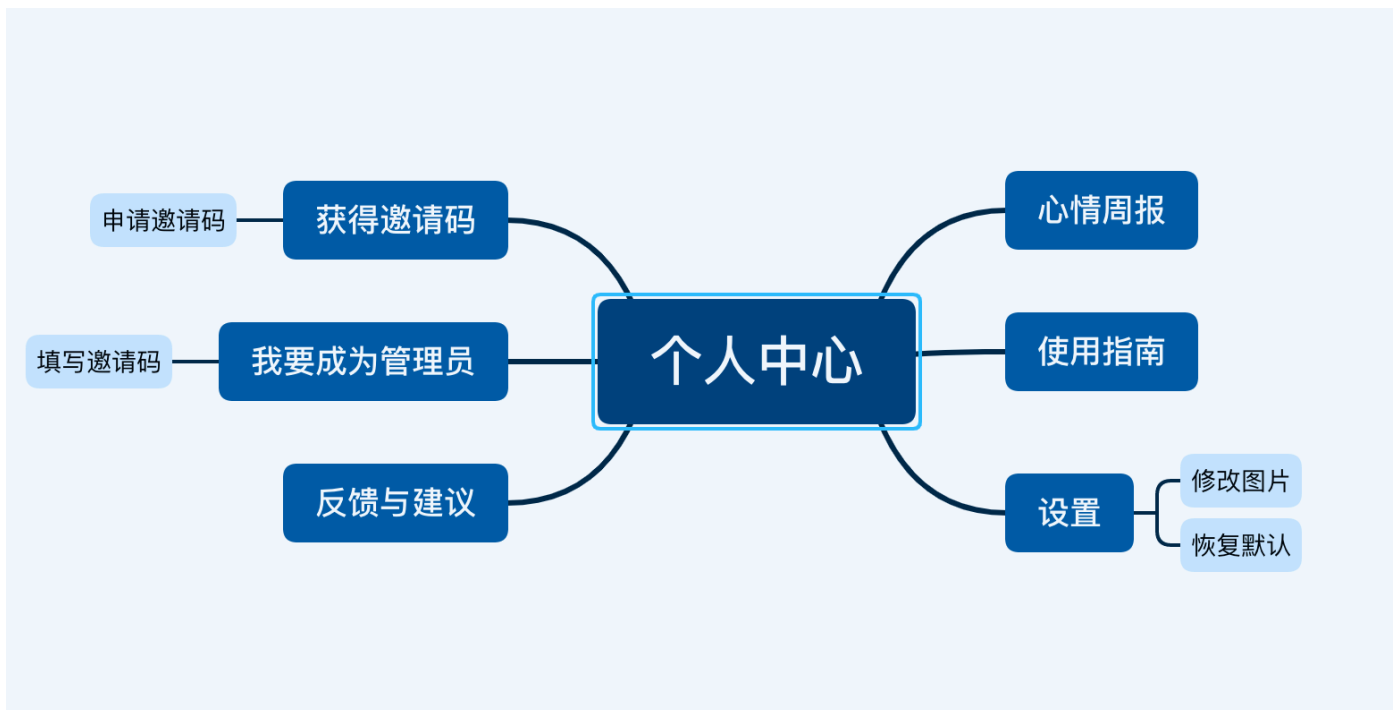 个人中心
心情周报
使用指南
设置
修改图片
恢复默认
获得邀请码
申请邀请码
我要成为管理员
填写邀请码
反馈与建议